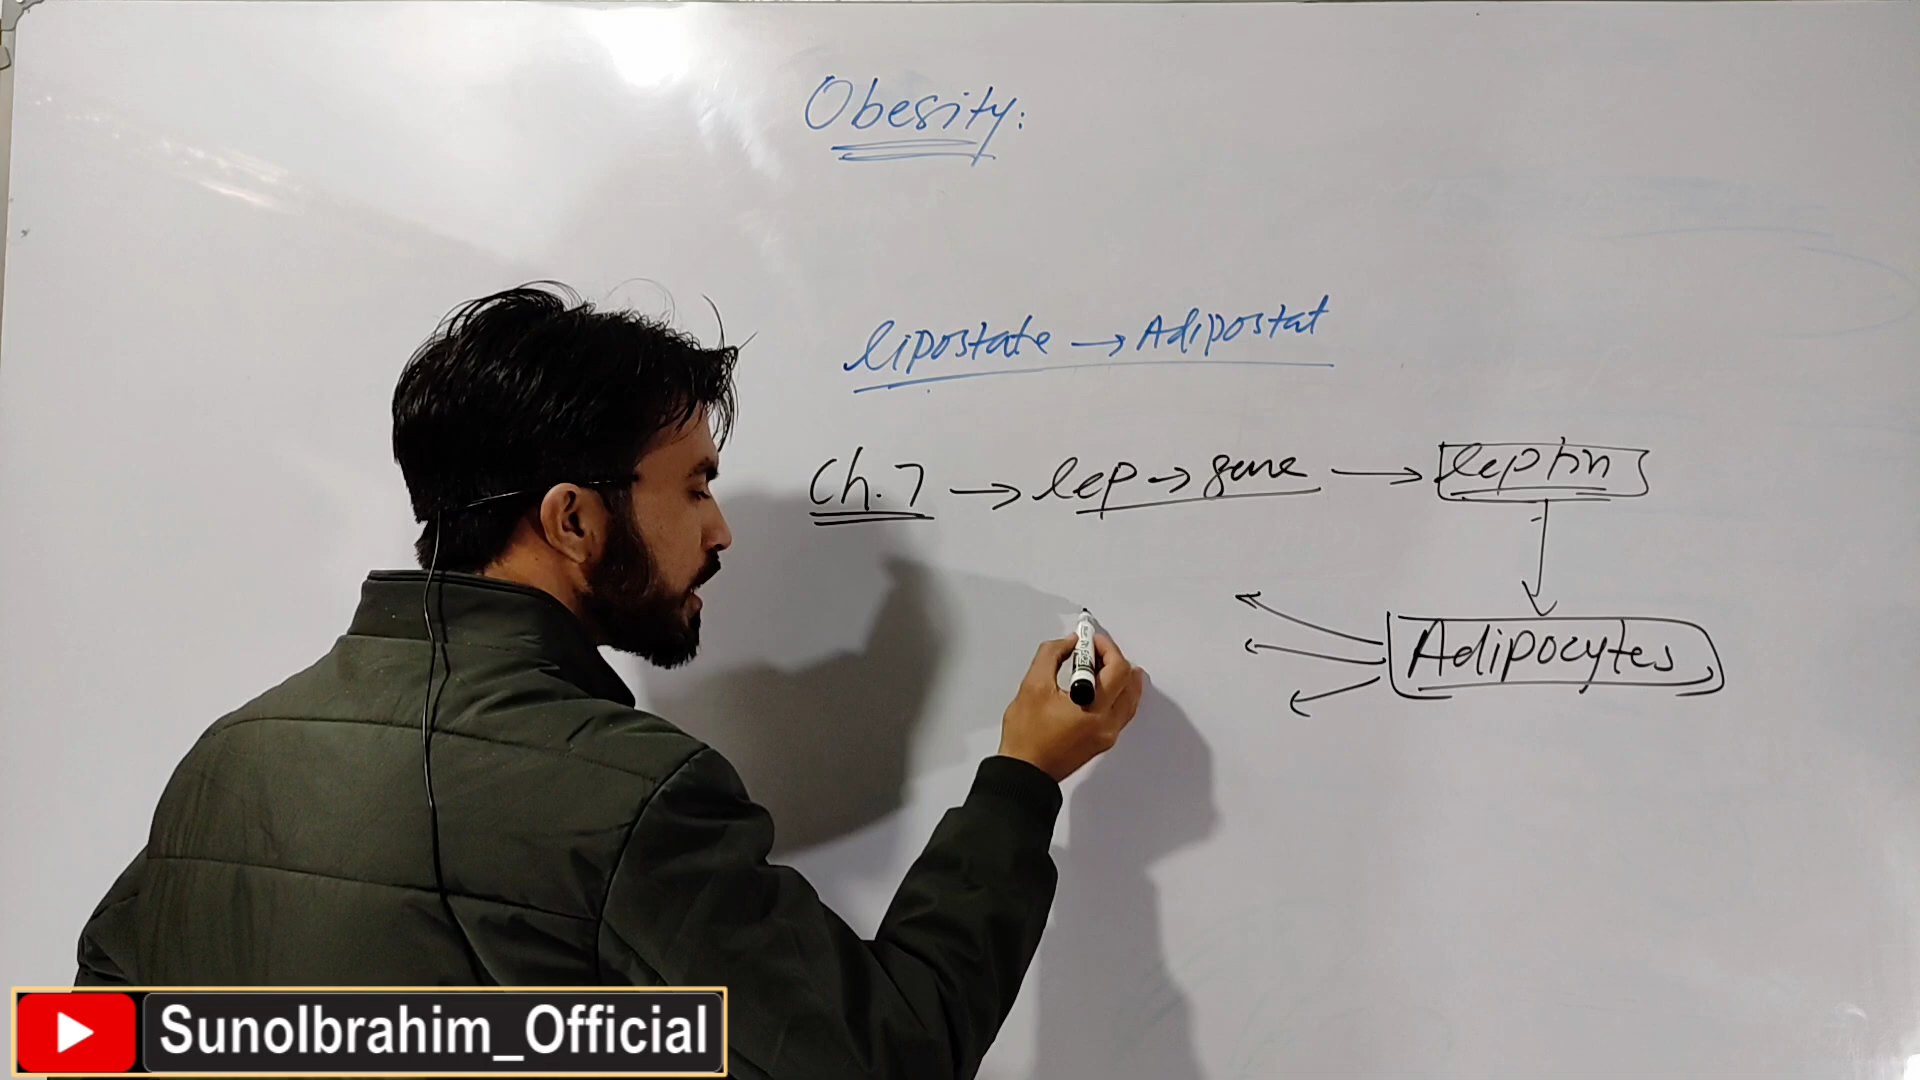 Obesity:
lipostate → Adipostat
Ch. 7 → lep → gene → leptin
Adipocytes
SunoIbrahim_Official